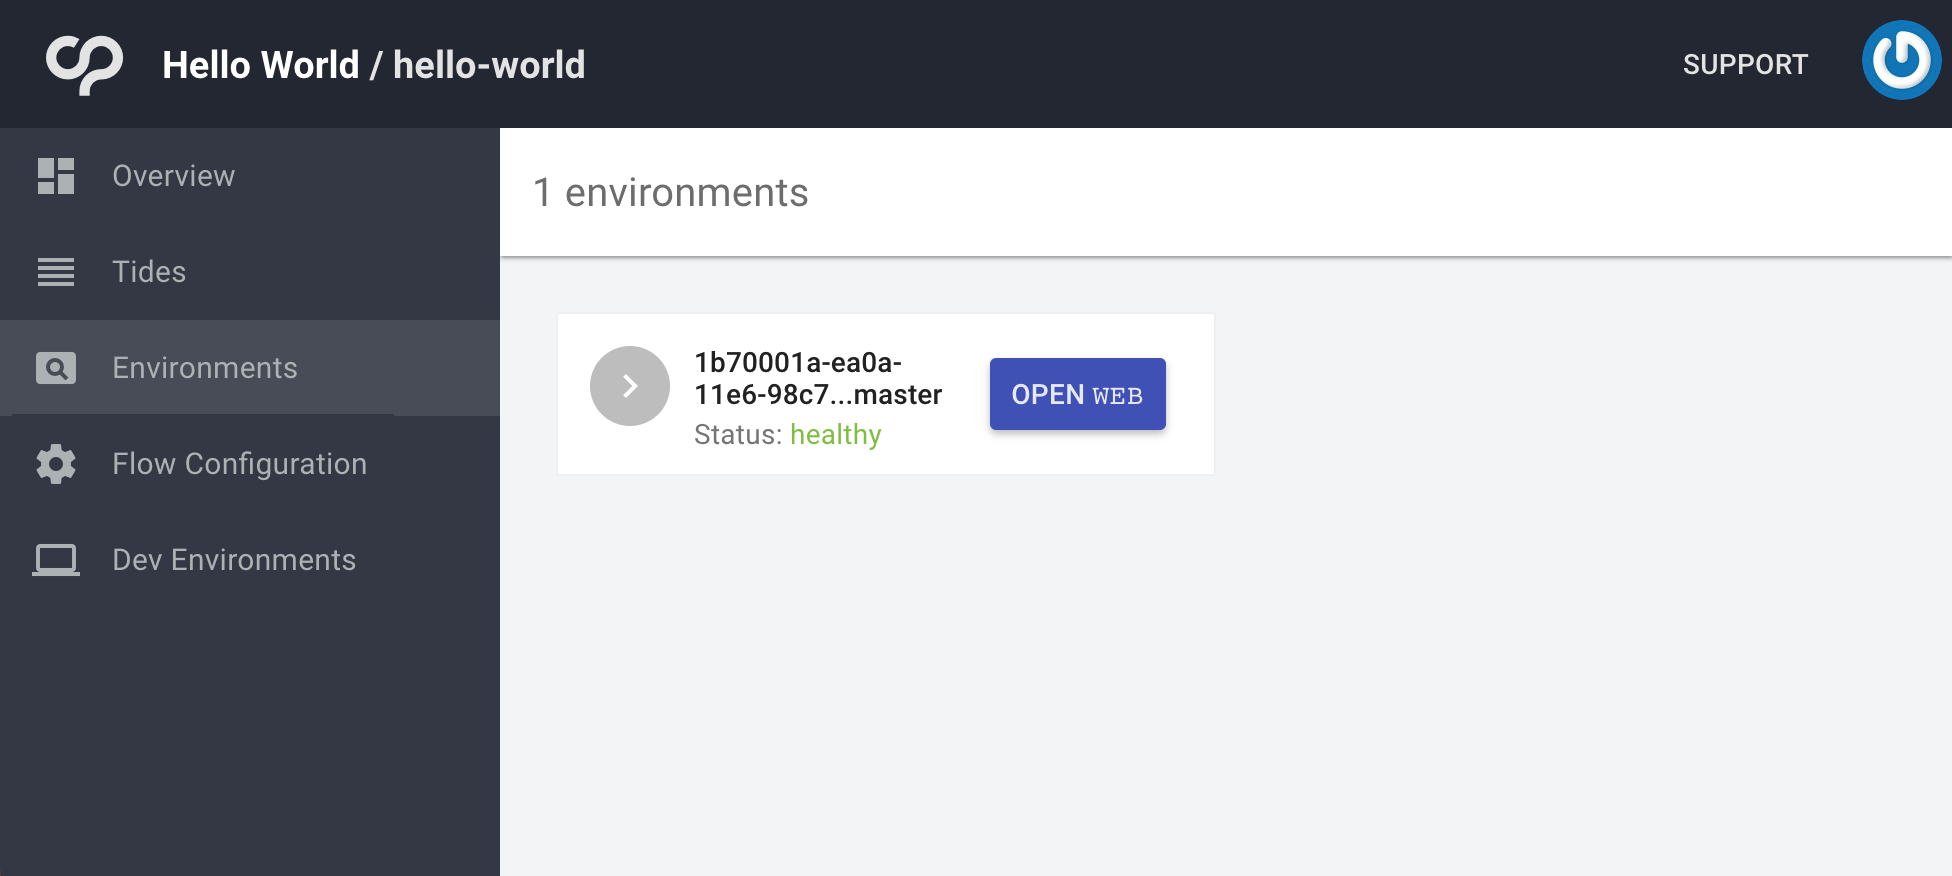 Hello World / hello-world
SUPPORT
Overview
Tides
Environments
Flow Configuration
Dev Environments
1 environments
1b70001a-ea0a-
11e6-98c7...master
Status: healthy
OPEN WEB